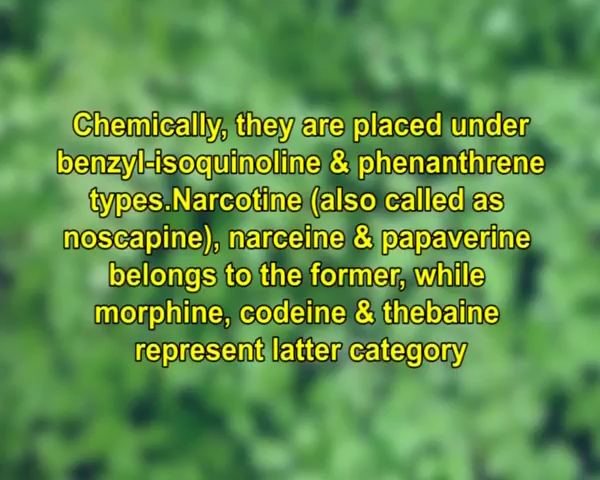 Chemically, they are placed under
benzyl-isoquinoline & phenanthrene
types.Narcotine (also called as
noscapine), narceine & papaverine
belongs to the former, while
morphine, codeine & thebaine
represent latter category